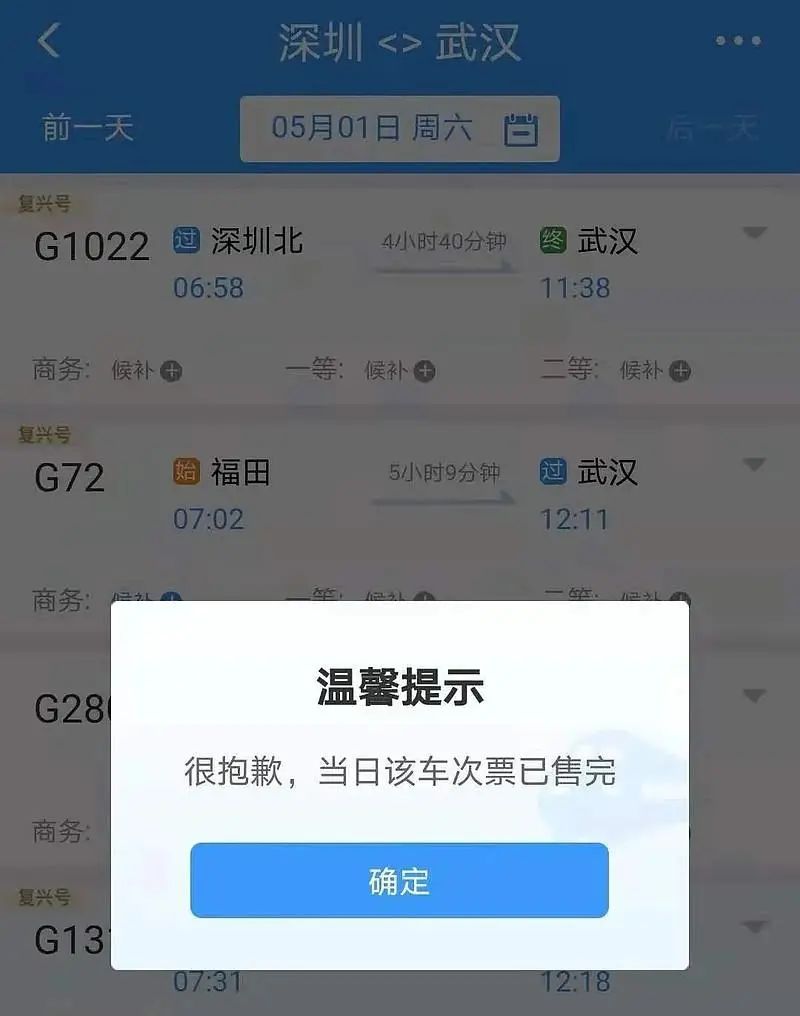 深圳 <> 武汉
前一天 05月01日 周六 后一天
复兴号
G1022 过 深圳北 4小时40分钟 终 武汉
06:58 11:38
商务: 候补 一等: 候补 二等: 候补
复兴号
G72 始 福田 5小时9分钟 过 武汉
07:02 12:11
商务: 候补 一等: 候补 二等: 候补
温馨提示
G28
很抱歉，当日该车次票已售完
商务:
确定
复兴号
G13
07:31 12:18